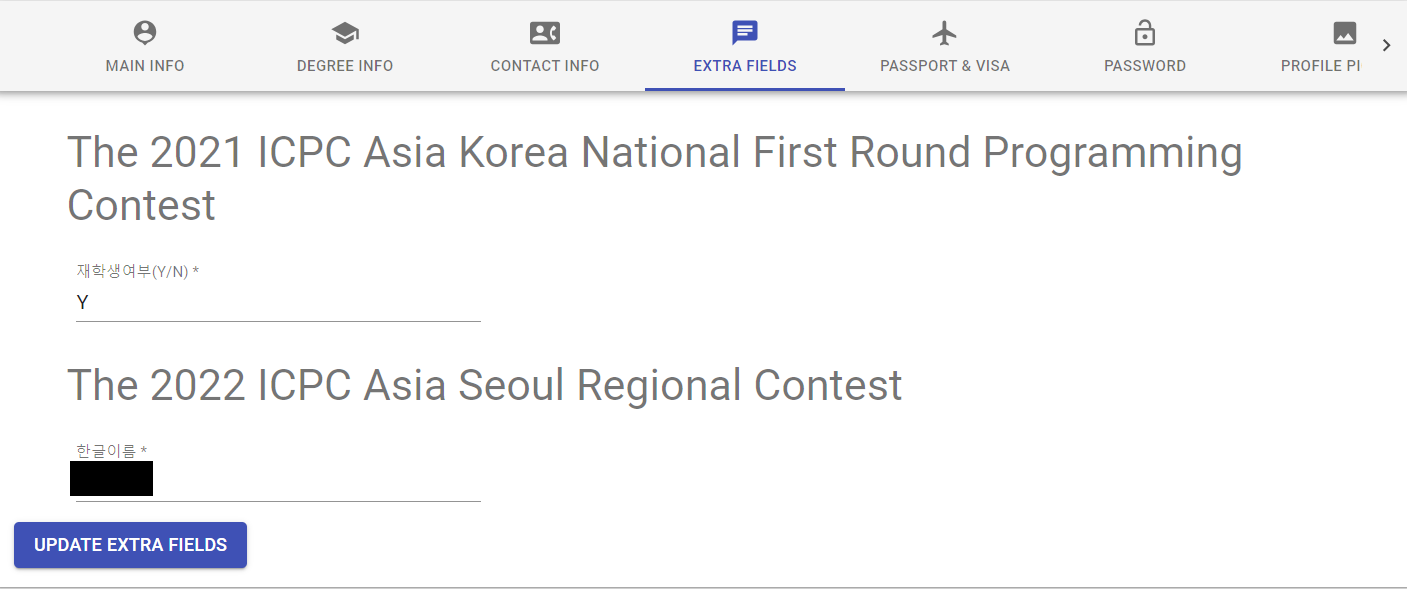 MAIN INFO DEGREE INFO CONTACT INFO EXTRA FIELDS PASSPORT & VISA PASSWORD PROFILE PI
The 2021 ICPC Asia Korea National First Round Programming
Contest
재학생여부(Y/N) *
Y
The 2022 ICPC Asia Seoul Regional Contest
한글이름 *
UPDATE EXTRA FIELDS